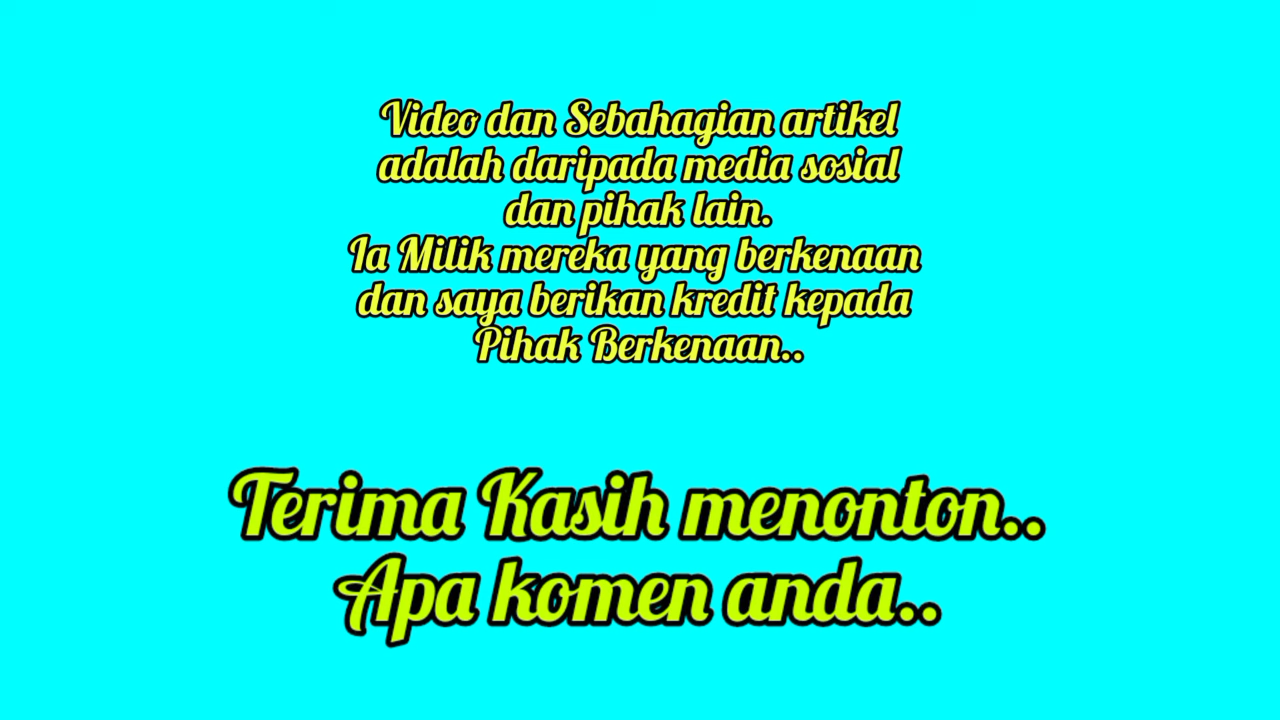 Video dan Sebahagian artikel
adalah daripada media sosial
dan pihak lain.
Ia Milik mereka yang berkenaan
dan saya berikan kredit kepada
Pihak Berkenaan..
Terima Kasih menonton..
Apa komen anda..